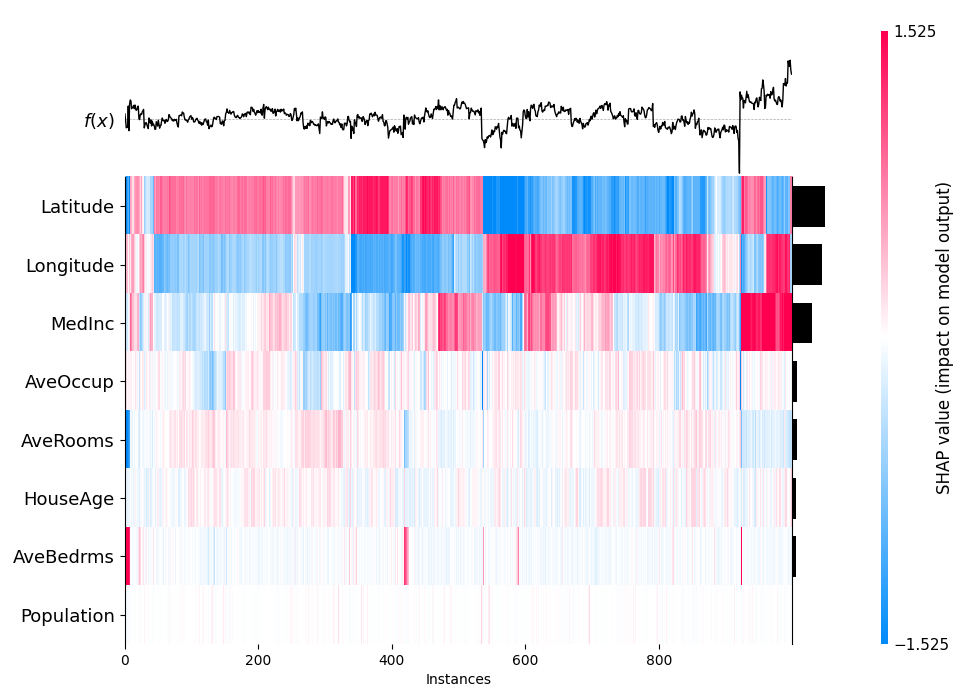 1.525
f(x)
Latitude
Longitude
MedInc
AveOccup
AveRooms
HouseAge
AveBedrms
Population
0 200 400 600 800
Instances
−1.525
SHAP value (impact on model output)